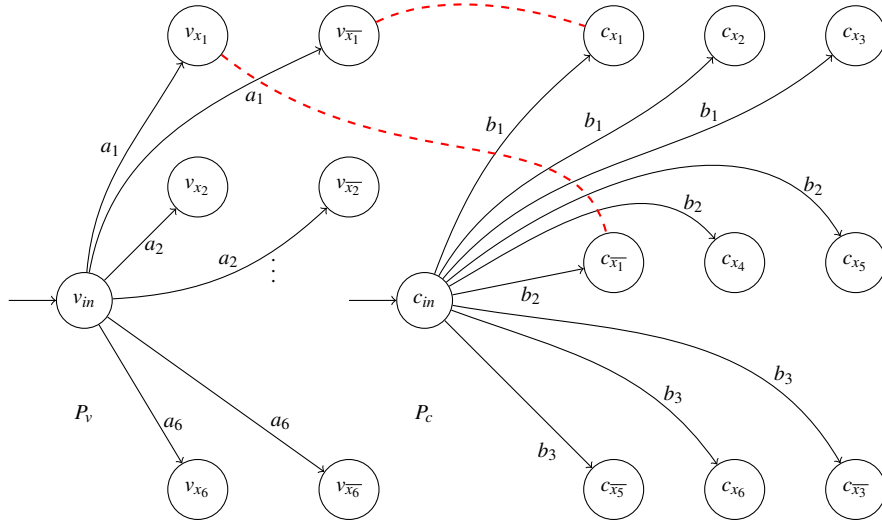 v_{x_1} v_{\overline{x_1}} c_{x_1} c_{x_2} c_{x_3}
a_1 a_1 b_1 b_1 b_1
v_{x_2} v_{\overline{x_2}} b_2
a_2 a_2 b_2
⋮ c_{\overline{x_1}} c_{x_4} c_{x_5}
v_{in} c_{in} b_2
b_3
P_v a_6 a_6 P_c b_3 b_3
v_{x_6} v_{\overline{x_6}} c_{\overline{x_5}} c_{x_6} c_{\overline{x_3}}